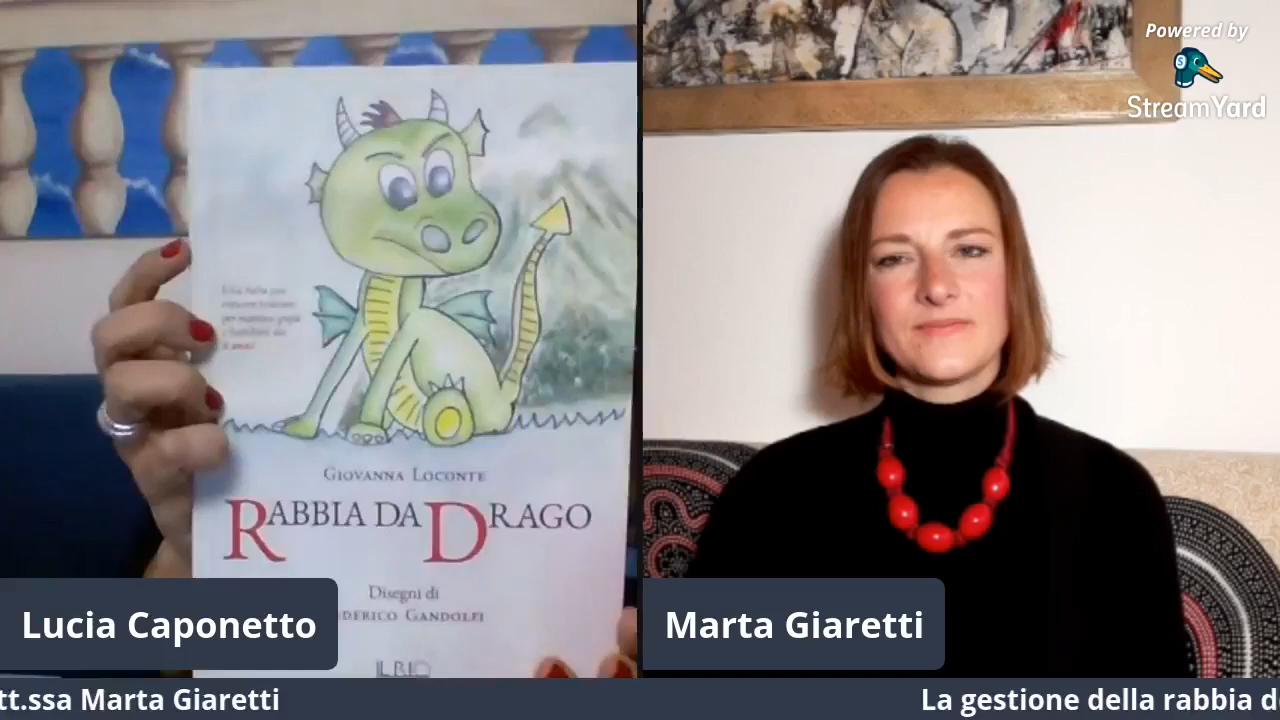 Powered by
StreamYard
GIOVANNA LOCONTE
RABBIA DA DRAGO
Disegni di
GANDOLFI
Lucia Caponetto
Marta Giaretti
tt.ssa Marta Giaretti
La gestione della rabbia d